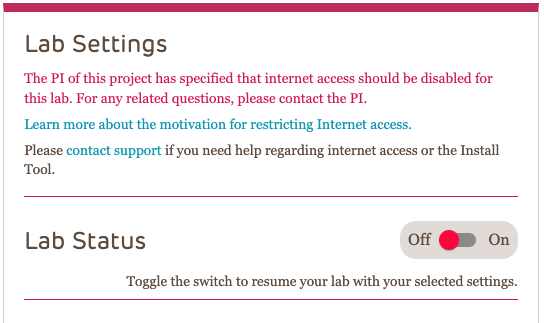 Lab Settings
The PI of this project has specified that internet access should be disabled for
this lab. For any related questions, please contact the PI.
Learn more about the motivation for restricting Internet access.
Please contact support if you need help regarding internet access or the Install
Tool.
Lab Status
Off On
Toggle the switch to resume your lab with your selected settings.